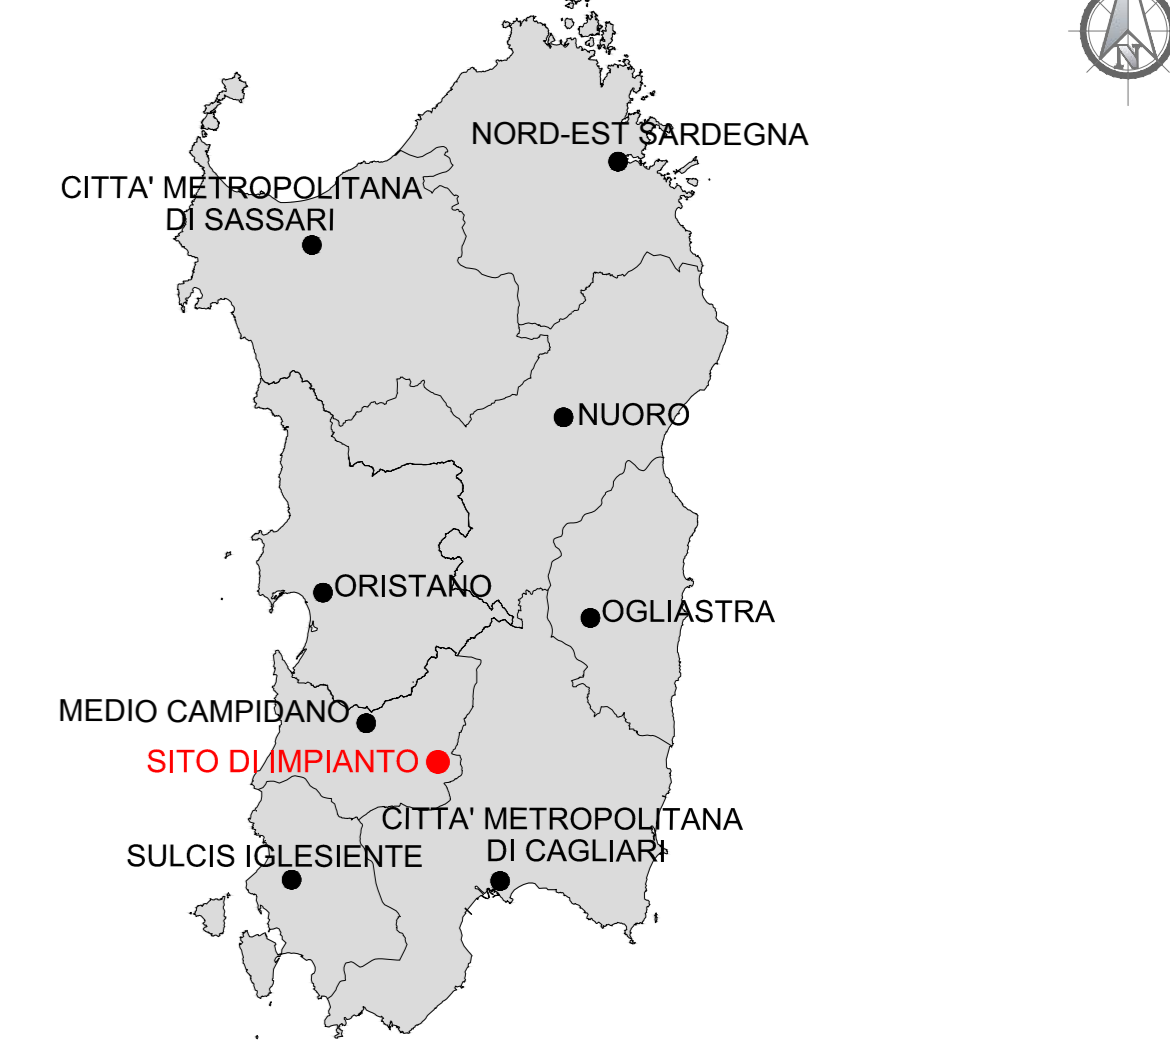 N
NORD-EST SARDEGNA
CITTA' METROPOLITANA
DI SASSARI
NUORO
ORISTANO
OGLIASTRA
MEDIO CAMPIDANO
SITO DI IMPIANTO
CITTA' METROPOLITANA
DI CAGLIARI
SULCIS IGLESIENTE